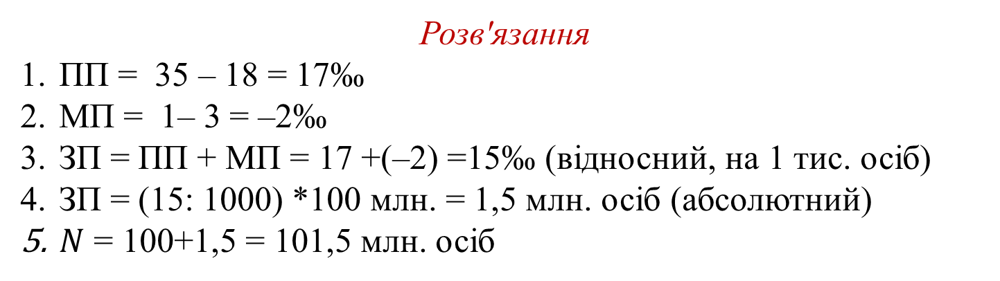 Розв'язання
1. ПП =  35 – 18 = 17‰
2. МП =  1– 3 = –2‰
3. ЗП = ПП + МП = 17 +(–2) =15‰ (відносний, на 1 тис. осіб)
4. ЗП = (15: 1000) *100 млн. = 1,5 млн. осіб (абсолютний)
5. N = 100+1,5 = 101,5 млн. осіб